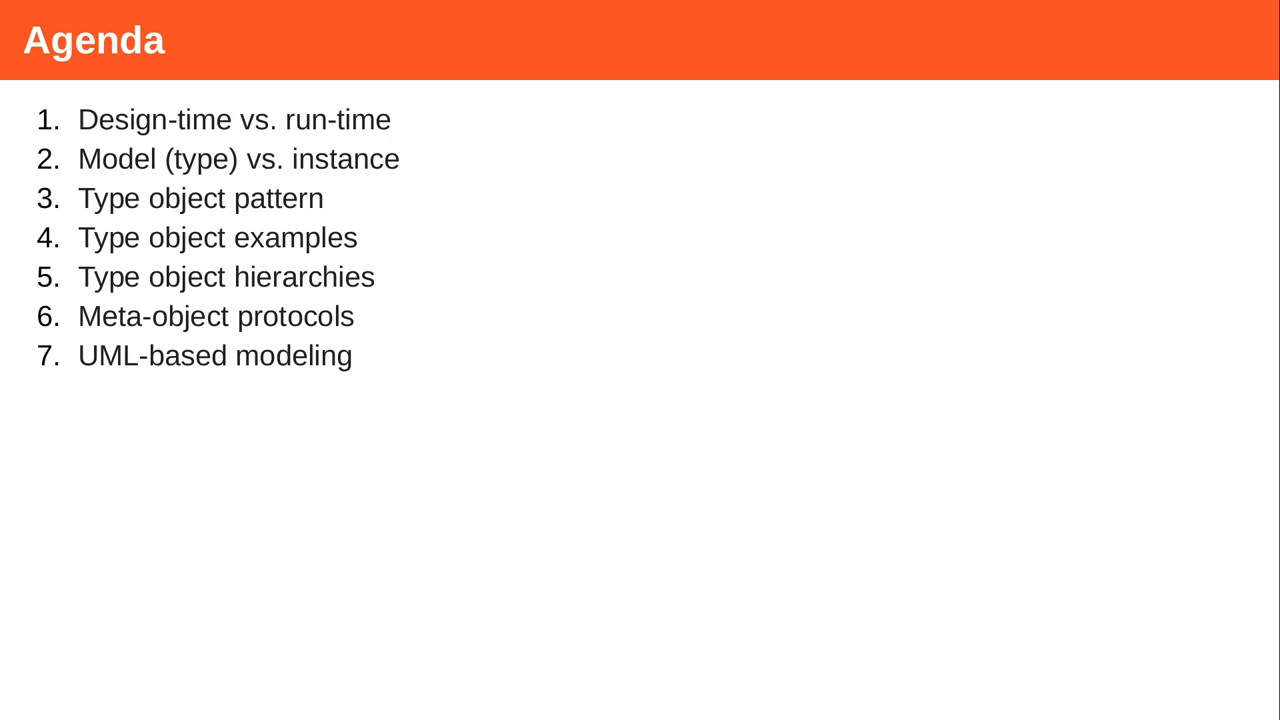 Agenda
1. Design-time vs. run-time
2. Model (type) vs. instance
3. Type object pattern
4. Type object examples
5. Type object hierarchies
6. Meta-object protocols
7. UML-based modeling